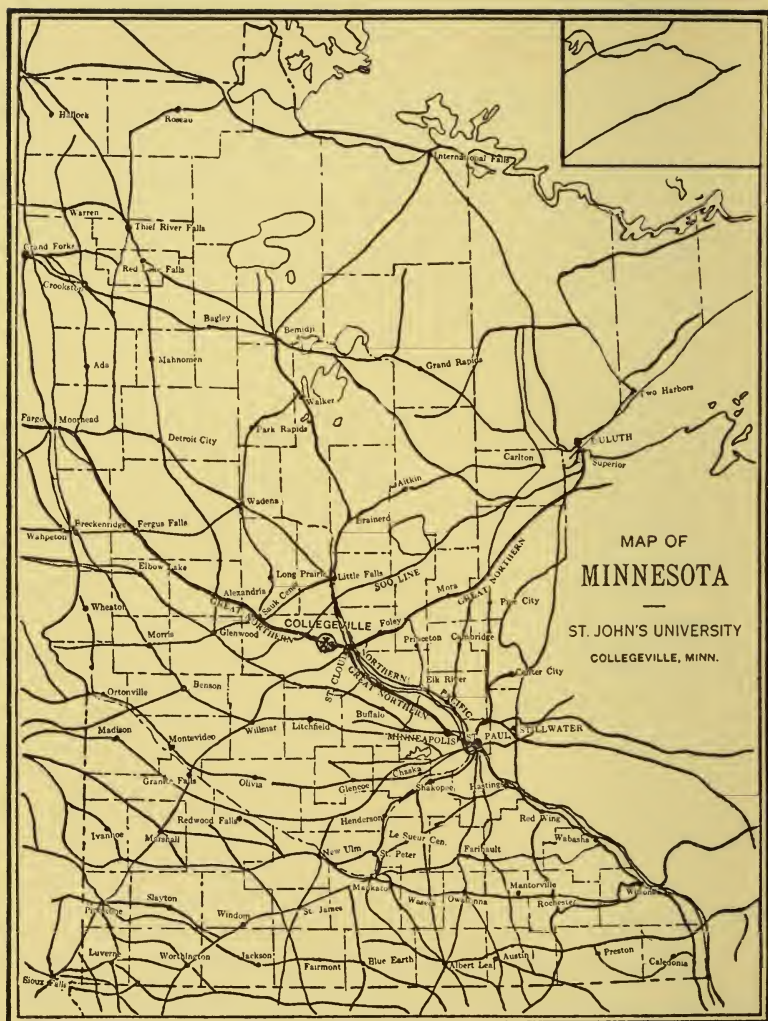 Hallock
Roseau
International Falls
Warren
Thief River Falls
Grand Forks
Red Lake Falls
Crookston
Bagley
Bemidji
Ada
Mahnomen
Grand Rapids
Two Harbors
Walker
Fargo
Moorhead
Park Rapids
Detroit City
DULUTH
Superior
Carlton
Aitkin
Wadena
Brainerd
Breckenridge
Fergus Falls
Wahpeton
MAP OF
MINNESOTA
ST. JOHN'S UNIVERSITY
COLLEGEVILLE, MINN.
Elbow Lake
Long Prairie
Little Falls
SOO LINE
GREAT NORTHERN
Alexandria
Sauk Center
Mora
Pine City
Wheaton
GREAT NORTHERN
COLLEGEVILLE
Foley
Morris
Glenwood
Princeton
Cambridge
ST. CLOUD
NORTHERN PACIFIC
GREAT NORTHERN
Elk River
Center City
Benson
Ortonville
Buffalo
Madison
Willmar
Litchfield
MINNEAPOLIS
ST. PAUL
STILLWATER
Montevideo
Granite Falls
Olivia
Glencoe
Chaska
Shakopee
Hastings
Redwood Falls
Henderson
Red Wing
Ivanhoe
Marshall
Le Sueur Cen.
Wabasha
New Ulm
St. Peter
Faribault
Mankato
Waseca
Owatonna
Mantorville
Rochester
Winona
Slayton
Pipestone
Windom
St. James
Luverne
Worthington
Jackson
Fairmont
Blue Earth
Albert Lea
Austin
Preston
Caledonia
Sioux Falls